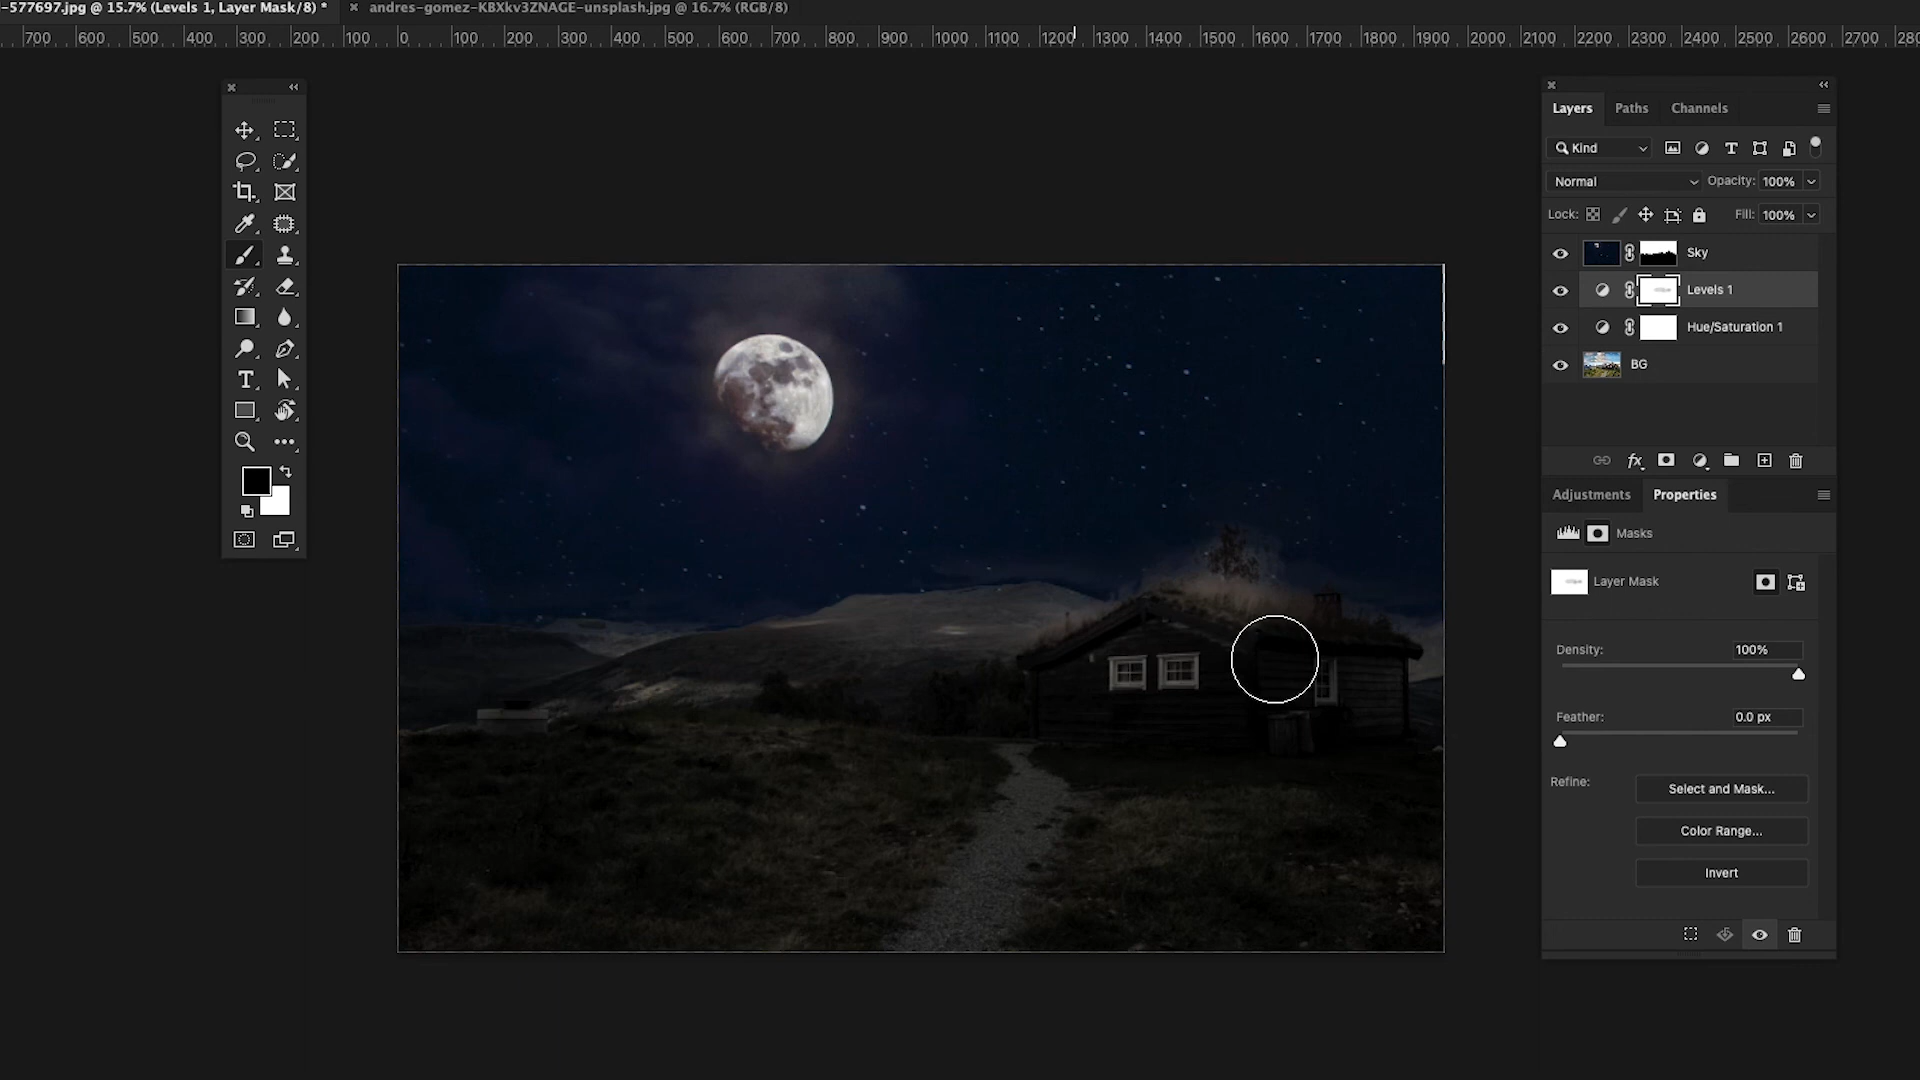 -577697.jpg @ 15.7% (Levels 1, Layer Mask/8) *
andres-gomez-KBXkv3ZNAGE-unsplash.jpg @ 16.7% (RGB/8)
700 600 500 400 300 200 100 0 100 200 300 400 500 600 700 800 900 1000 1100 1200 1300 1400 1500 1600 1700 1800 1900 2000 2100 2200 2300 2400 2500 2600 2700 280
Layers Paths Channels
Kind
Normal Opacity: 100%
Lock: Fill: 100%
Sky
Levels 1
Hue/Saturation 1
BG
fx
Adjustments Properties
Masks
Layer Mask
Density: 100%
Feather: 0.0 px
Refine: Select and Mask...
Color Range...
Invert